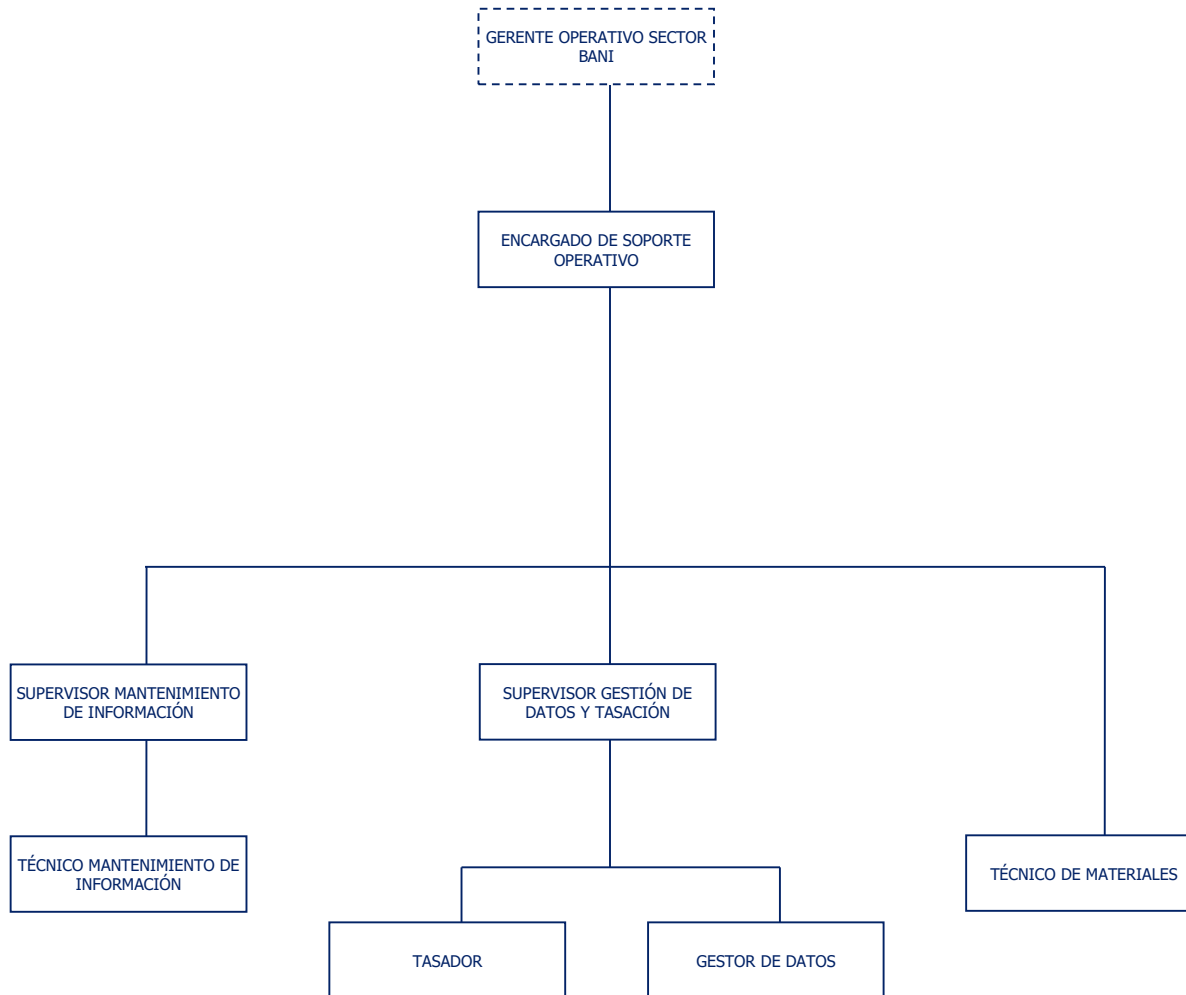 GERENTE OPERATIVO SECTOR
BANI
ENCARGADO DE SOPORTE
OPERATIVO
SUPERVISOR MANTENIMIENTO
DE INFORMACIÓN
SUPERVISOR GESTIÓN DE
DATOS Y TASACIÓN
TÉCNICO MANTENIMIENTO DE
INFORMACIÓN
TÉCNICO DE MATERIALES
TASADOR
GESTOR DE DATOS